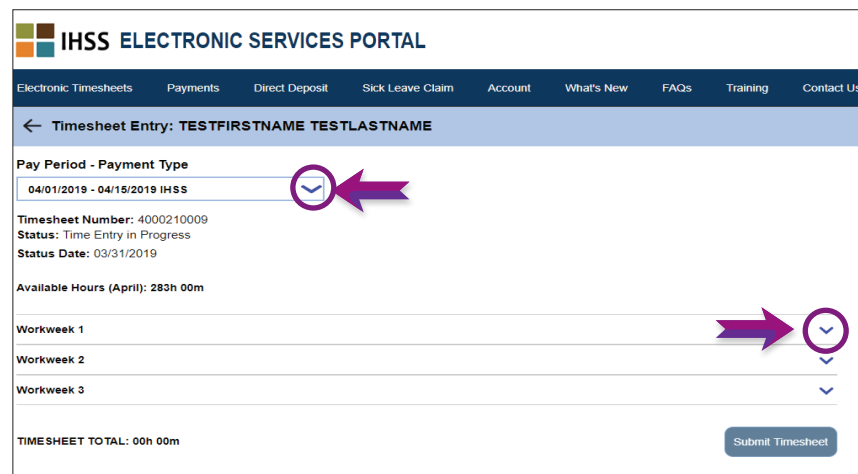 IHSS ELECTRONIC SERVICES PORTAL
Electronic Timesheets Payments Direct Deposit Sick Leave Claim Account What's New FAQs Training Contact Us
Timesheet Entry: TESTFIRSTNAME TESTLASTNAME
Pay Period - Payment Type
04/01/2019 - 04/15/2019 IHSS
Timesheet Number: 4000210009
Status: Time Entry in Progress
Status Date: 03/31/2019
Available Hours (April): 283h 00m
Workweek 1
Workweek 2
Workweek 3
TIMESHEET TOTAL: 00h 00m Submit Timesheet